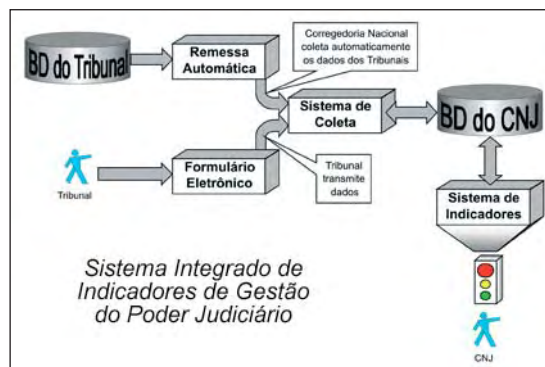 BD do Tribunal
Remessa
Automática
Corregedoria Nacional
coleta automaticamente
os dados dos Tribunais
Sistema de
Coleta
BD do CNJ
Tribunal
Formulário
Eletrônico
Tribunal
transmite
dados
Sistema de
Indicadores
Sistema Integrado de
Indicadores de Gestão
do Poder Judiciário
CNJ